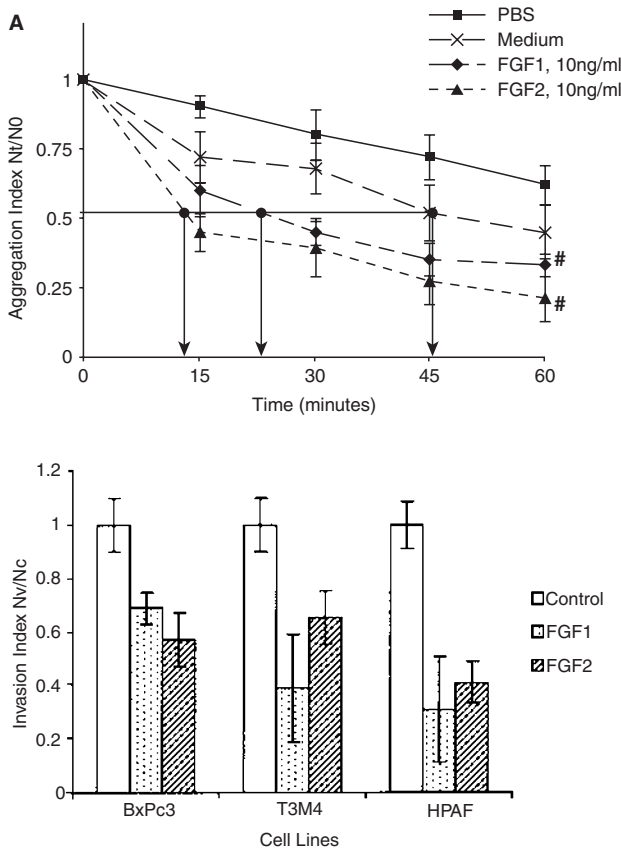 A
PBS
Medium
FGF1, 10ng/ml
FGF2, 10ng/ml
Aggregation Index Nt/N0
1
0.75
0.5
0.25
0
#
#
0 15 30 45 60
Time (minutes)
Invasion Index Nv/Nc
1.2
1
0.8
0.6
0.4
0.2
0
Control
FGF1
FGF2
BxPc3 T3M4 HPAF
Cell Lines